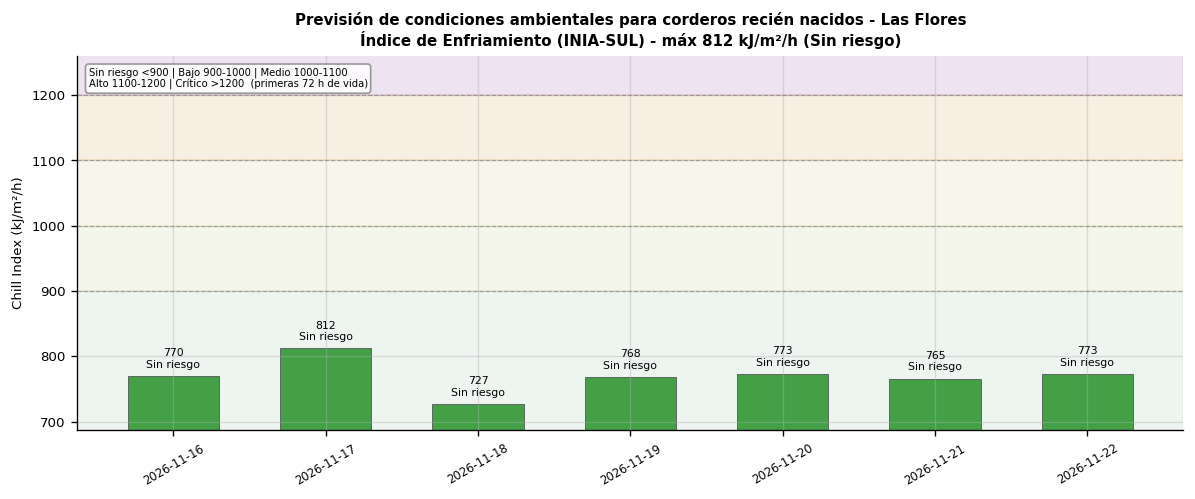 Previsión de condiciones ambientales para corderos recién nacidos - Las Flores
Índice de Enfriamiento (INIA-SUL) - máx 812 kJ/m²/h (Sin riesgo)
Sin riesgo <900 | Bajo 900-1000 | Medio 1000-1100
Alto 1100-1200 | Crítico >1200  (primeras 72 h de vida)
Chill Index (kJ/m²/h)
1200
1100
1000
900
800
700
770
Sin riesgo
812
Sin riesgo
727
Sin riesgo
768
Sin riesgo
773
Sin riesgo
765
Sin riesgo
773
Sin riesgo
2026-11-16
2026-11-17
2026-11-18
2026-11-19
2026-11-20
2026-11-21
2026-11-22